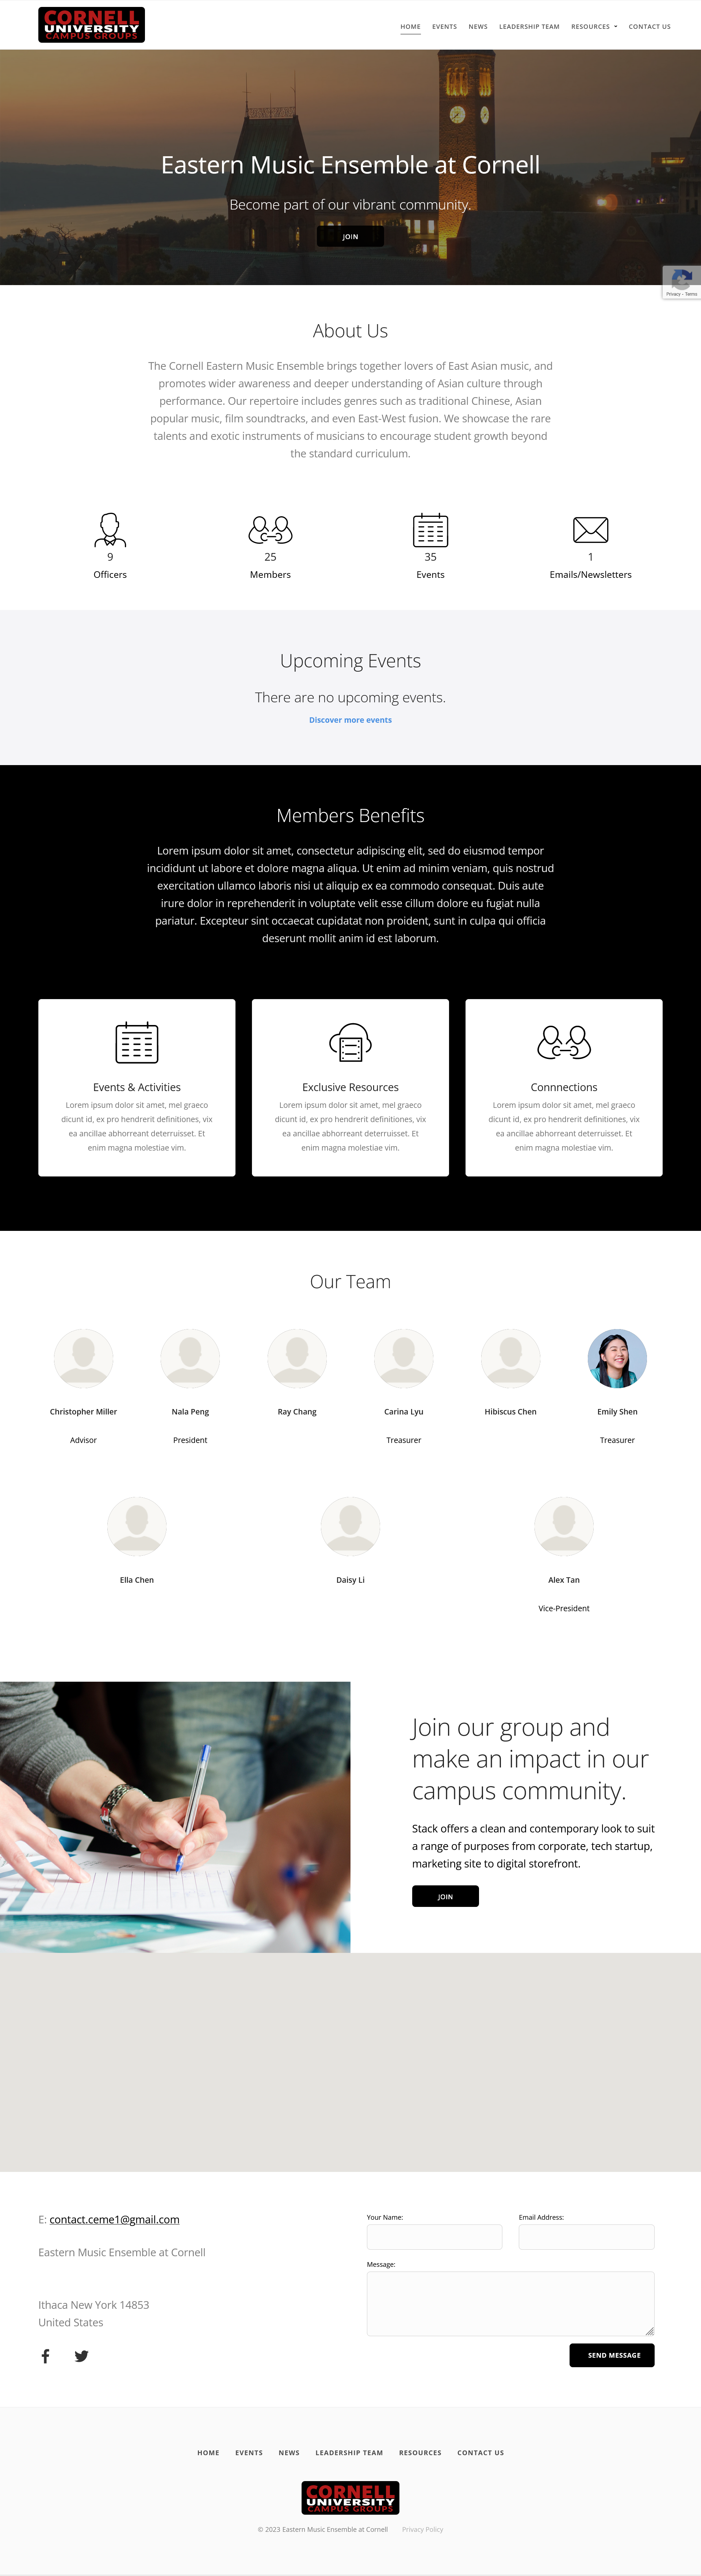 CORNELL
UNIVERSITY
CAMPUS GROUPS
HOME EVENTS NEWS LEADERSHIP TEAM RESOURCES CONTACT US
Eastern Music Ensemble at Cornell
Become part of our vibrant community.
JOIN
Privacy - Terms
About Us
The Cornell Eastern Music Ensemble brings together lovers of East Asian music, and
promotes wider awareness and deeper understanding of Asian culture through
performance. Our repertoire includes genres such as traditional Chinese, Asian
popular music, film soundtracks, and even East-West fusion. We showcase the rare
talents and exotic instruments of musicians to encourage student growth beyond
the standard curriculum.
9
Officers
25
Members
35
Events
1
Emails/Newsletters
Upcoming Events
There are no upcoming events.
Discover more events
Members Benefits
Lorem ipsum dolor sit amet, consectetur adipiscing elit, sed do eiusmod tempor
incididunt ut labore et dolore magna aliqua. Ut enim ad minim veniam, quis nostrud
exercitation ullamco laboris nisi ut aliquip ex ea commodo consequat. Duis aute
irure dolor in reprehenderit in voluptate velit esse cillum dolore eu fugiat nulla
pariatur. Excepteur sint occaecat cupidatat non proident, sunt in culpa qui officia
deserunt mollit anim id est laborum.
Events & Activities
Lorem ipsum dolor sit amet, mel graeco
dicunt id, ex pro hendrerit definitiones, vix
ea ancillae abhorreant deterruisset. Et
enim magna molestiae vim.
Exclusive Resources
Lorem ipsum dolor sit amet, mel graeco
dicunt id, ex pro hendrerit definitiones, vix
ea ancillae abhorreant deterruisset. Et
enim magna molestiae vim.
Connnections
Lorem ipsum dolor sit amet, mel graeco
dicunt id, ex pro hendrerit definitiones, vix
ea ancillae abhorreant deterruisset. Et
enim magna molestiae vim.
Our Team
Christopher Miller
Advisor
Nala Peng
President
Ray Chang
Carina Lyu
Treasurer
Hibiscus Chen
Emily Shen
Treasurer
Ella Chen
Daisy Li
Alex Tan
Vice-President
Join our group and
make an impact in our
campus community.
Stack offers a clean and contemporary look to suit
a range of purposes from corporate, tech startup,
marketing site to digital storefront.
JOIN
E: contact.ceme1@gmail.com
Eastern Music Ensemble at Cornell
Ithaca New York 14853
United States
Your Name:
Email Address:
Message:
SEND MESSAGE
HOME EVENTS NEWS LEADERSHIP TEAM RESOURCES CONTACT US
CORNELL
UNIVERSITY
CAMPUS GROUPS
© 2023 Eastern Music Ensemble at Cornell Privacy Policy